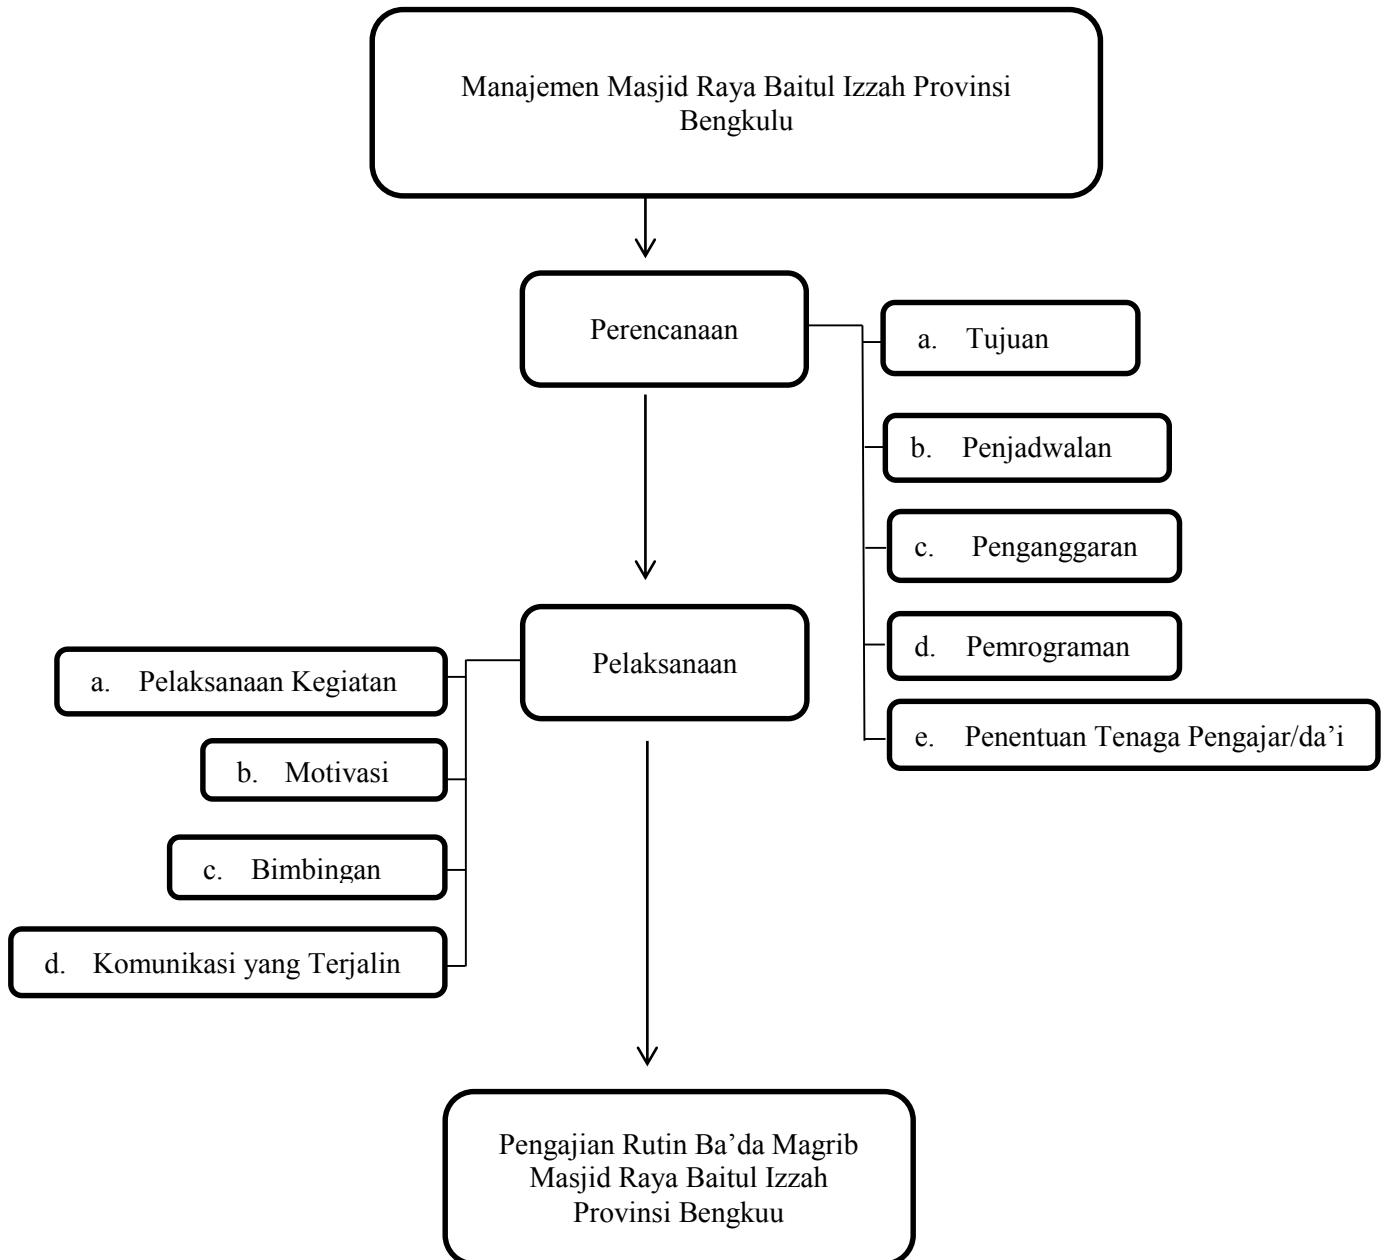 Manajemen Masjid Raya Baitul Izzah Provinsi
Bengkulu
Perencanaan
a. Tujuan
b. Penjadwalan
c. Penganggaran
d. Pemrograman
e. Penentuan Tenaga Pengajar/da’i
Pelaksanaan
a. Pelaksanaan Kegiatan
b. Motivasi
c. Bimbingan
d. Komunikasi yang Terjalin
Pengajian Rutin Ba’da Magrib
Masjid Raya Baitul Izzah
Provinsi Bengkuu